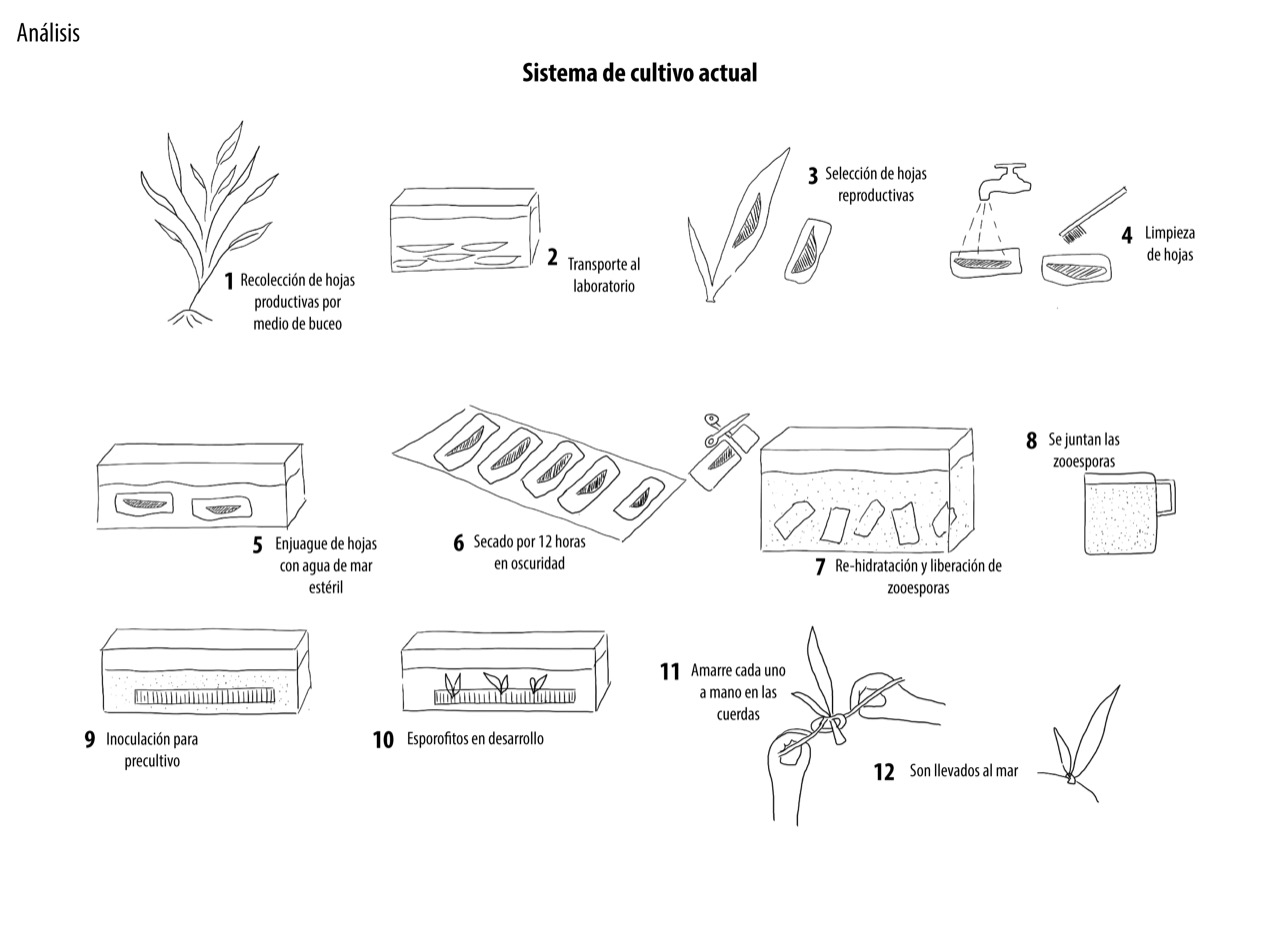 Análisis
Sistema de cultivo actual
1 Recolección de hojas
productivas por
medio de buceo
2 Transporte al
laboratorio
3 Selección de hojas
reproductivas
4 Limpieza
de hojas
5 Enjuague de hojas
con agua de mar
estéril
6 Secado por 12 horas
en oscuridad
7 Re-hidratación y liberación de
zooesporas
8 Se juntan las
zooesporas
9 Inoculación para
precultivo
10 Esporofitos en desarrollo
11 Amarre cada uno
a mano en las
cuerdas
12 Son llevados al mar